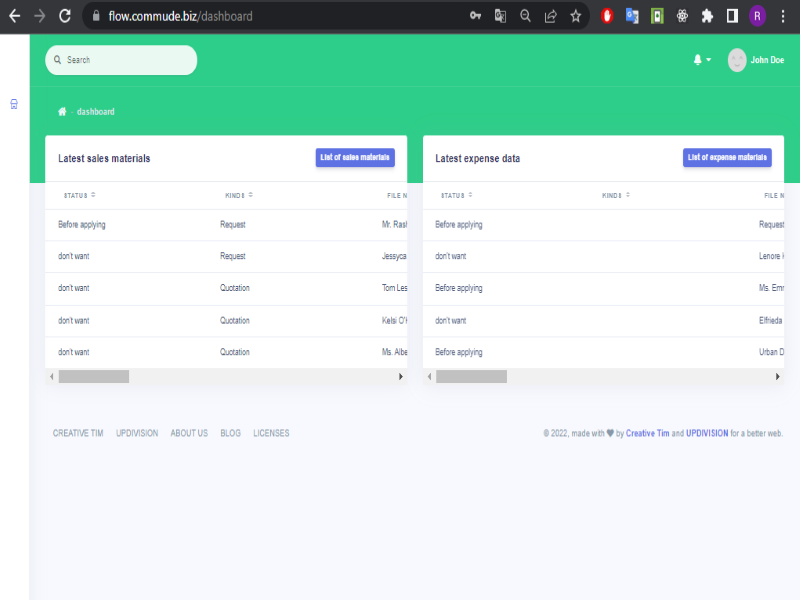 flow.commude.biz/dashboard
R
Search
John Doe
- dashboard
Latest sales materials
List of sales materials
STATUS KINDS FILE N
Before applying Request Mr. Rash
don't want Request Jessyca
don't want Quotation Tom Les
don't want Quotation Kelsi O'H
don't want Quotation Ms. Albe
Latest expense data
List of expense materials
STATUS KINDS FILE N
Before applying Request
don't want Lenore
Before applying Ms. Emm
don't want Elfrieda
Before applying Urban D
CREATIVE TIM UPDIVISION ABOUT US BLOG LICENSES
© 2022, made with by Creative Tim and UPDIVISION for a better web.